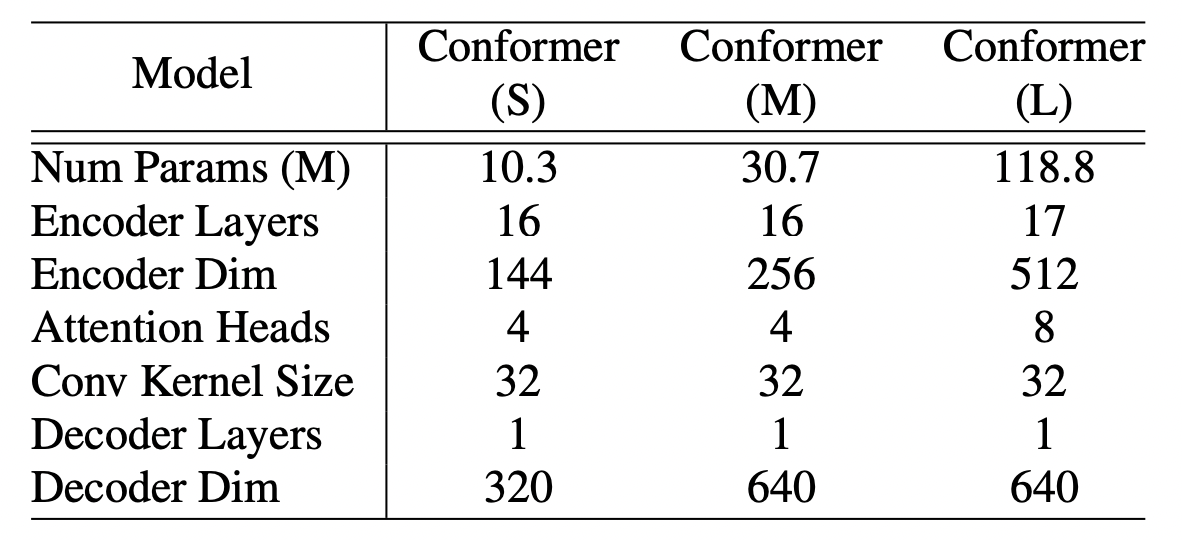 Model Conformer (S) Conformer (M) Conformer (L)
Num Params (M) 10.3 30.7 118.8
Encoder Layers 16 16 17
Encoder Dim 144 256 512
Attention Heads 4 4 8
Conv Kernel Size 32 32 32
Decoder Layers 1 1 1
Decoder Dim 320 640 640